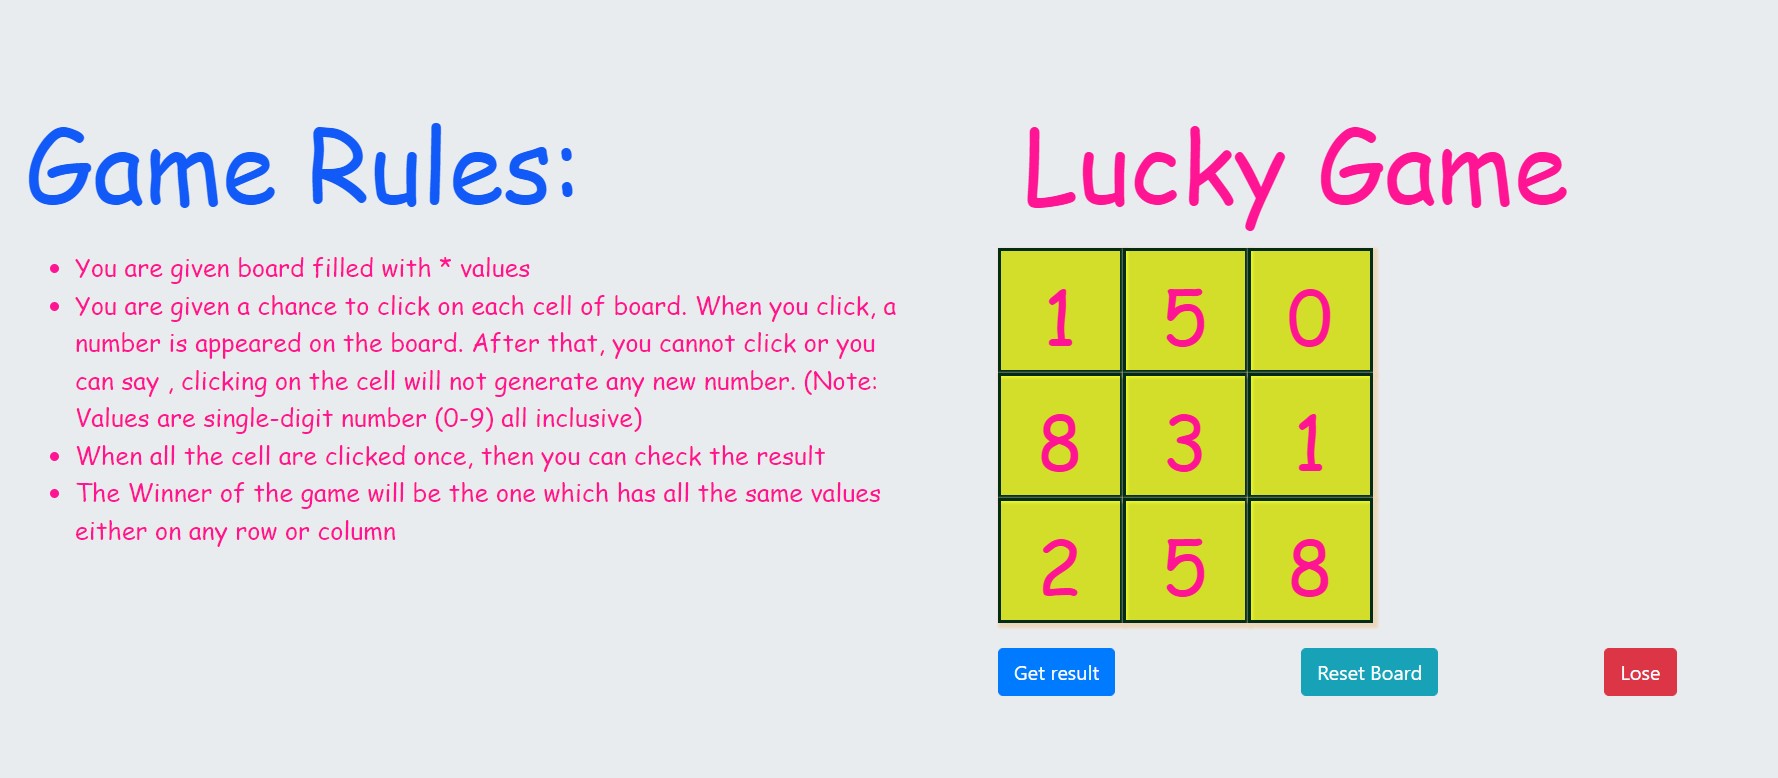 Game Rules:
• You are given board filled with * values
• You are given a chance to click on each cell of board. When you click, a
number is appeared on the board. After that, you cannot click or you
can say , clicking on the cell will not generate any new number. (Note:
Values are single-digit number (0-9) all inclusive)
• When all the cell are clicked once, then you can check the result
• The Winner of the game will be the one which has all the same values
either on any row or column
Lucky Game
1 5 0
8 3 1
2 5 8
Get result
Reset Board
Lose